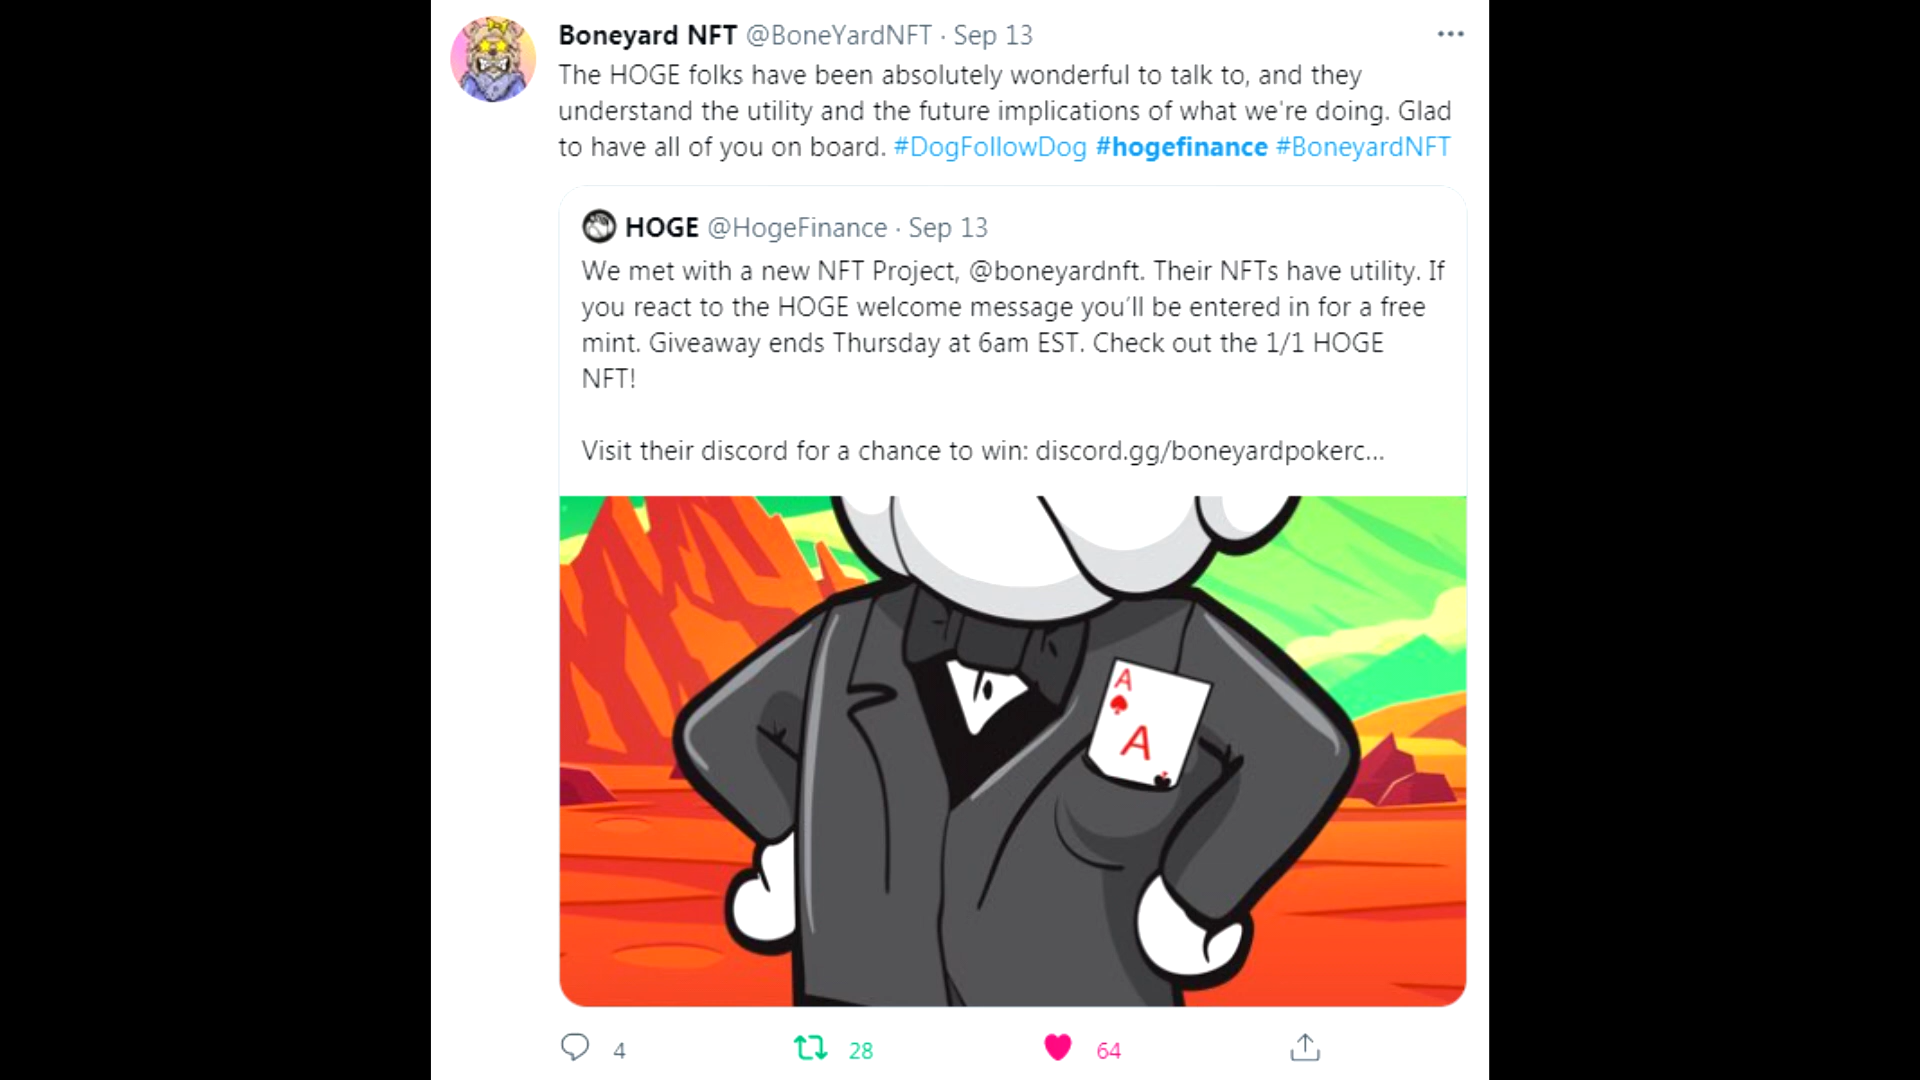 Boneyard NFT @BoneYardNFT · Sep 13
The HOGE folks have been absolutely wonderful to talk to, and they
understand the utility and the future implications of what we're doing. Glad
to have all of you on board. #DogFollowDog #hogefinance #BoneyardNFT
HOGE @HogeFinance · Sep 13
We met with a new NFT Project, @boneyardnft. Their NFTs have utility. If
you react to the HOGE welcome message you’ll be entered in for a free
mint. Giveaway ends Thursday at 6am EST. Check out the 1/1 HOGE
NFT!
Visit their discord for a chance to win: discord.gg/boneyardpokerc...
A
A
4 28 64